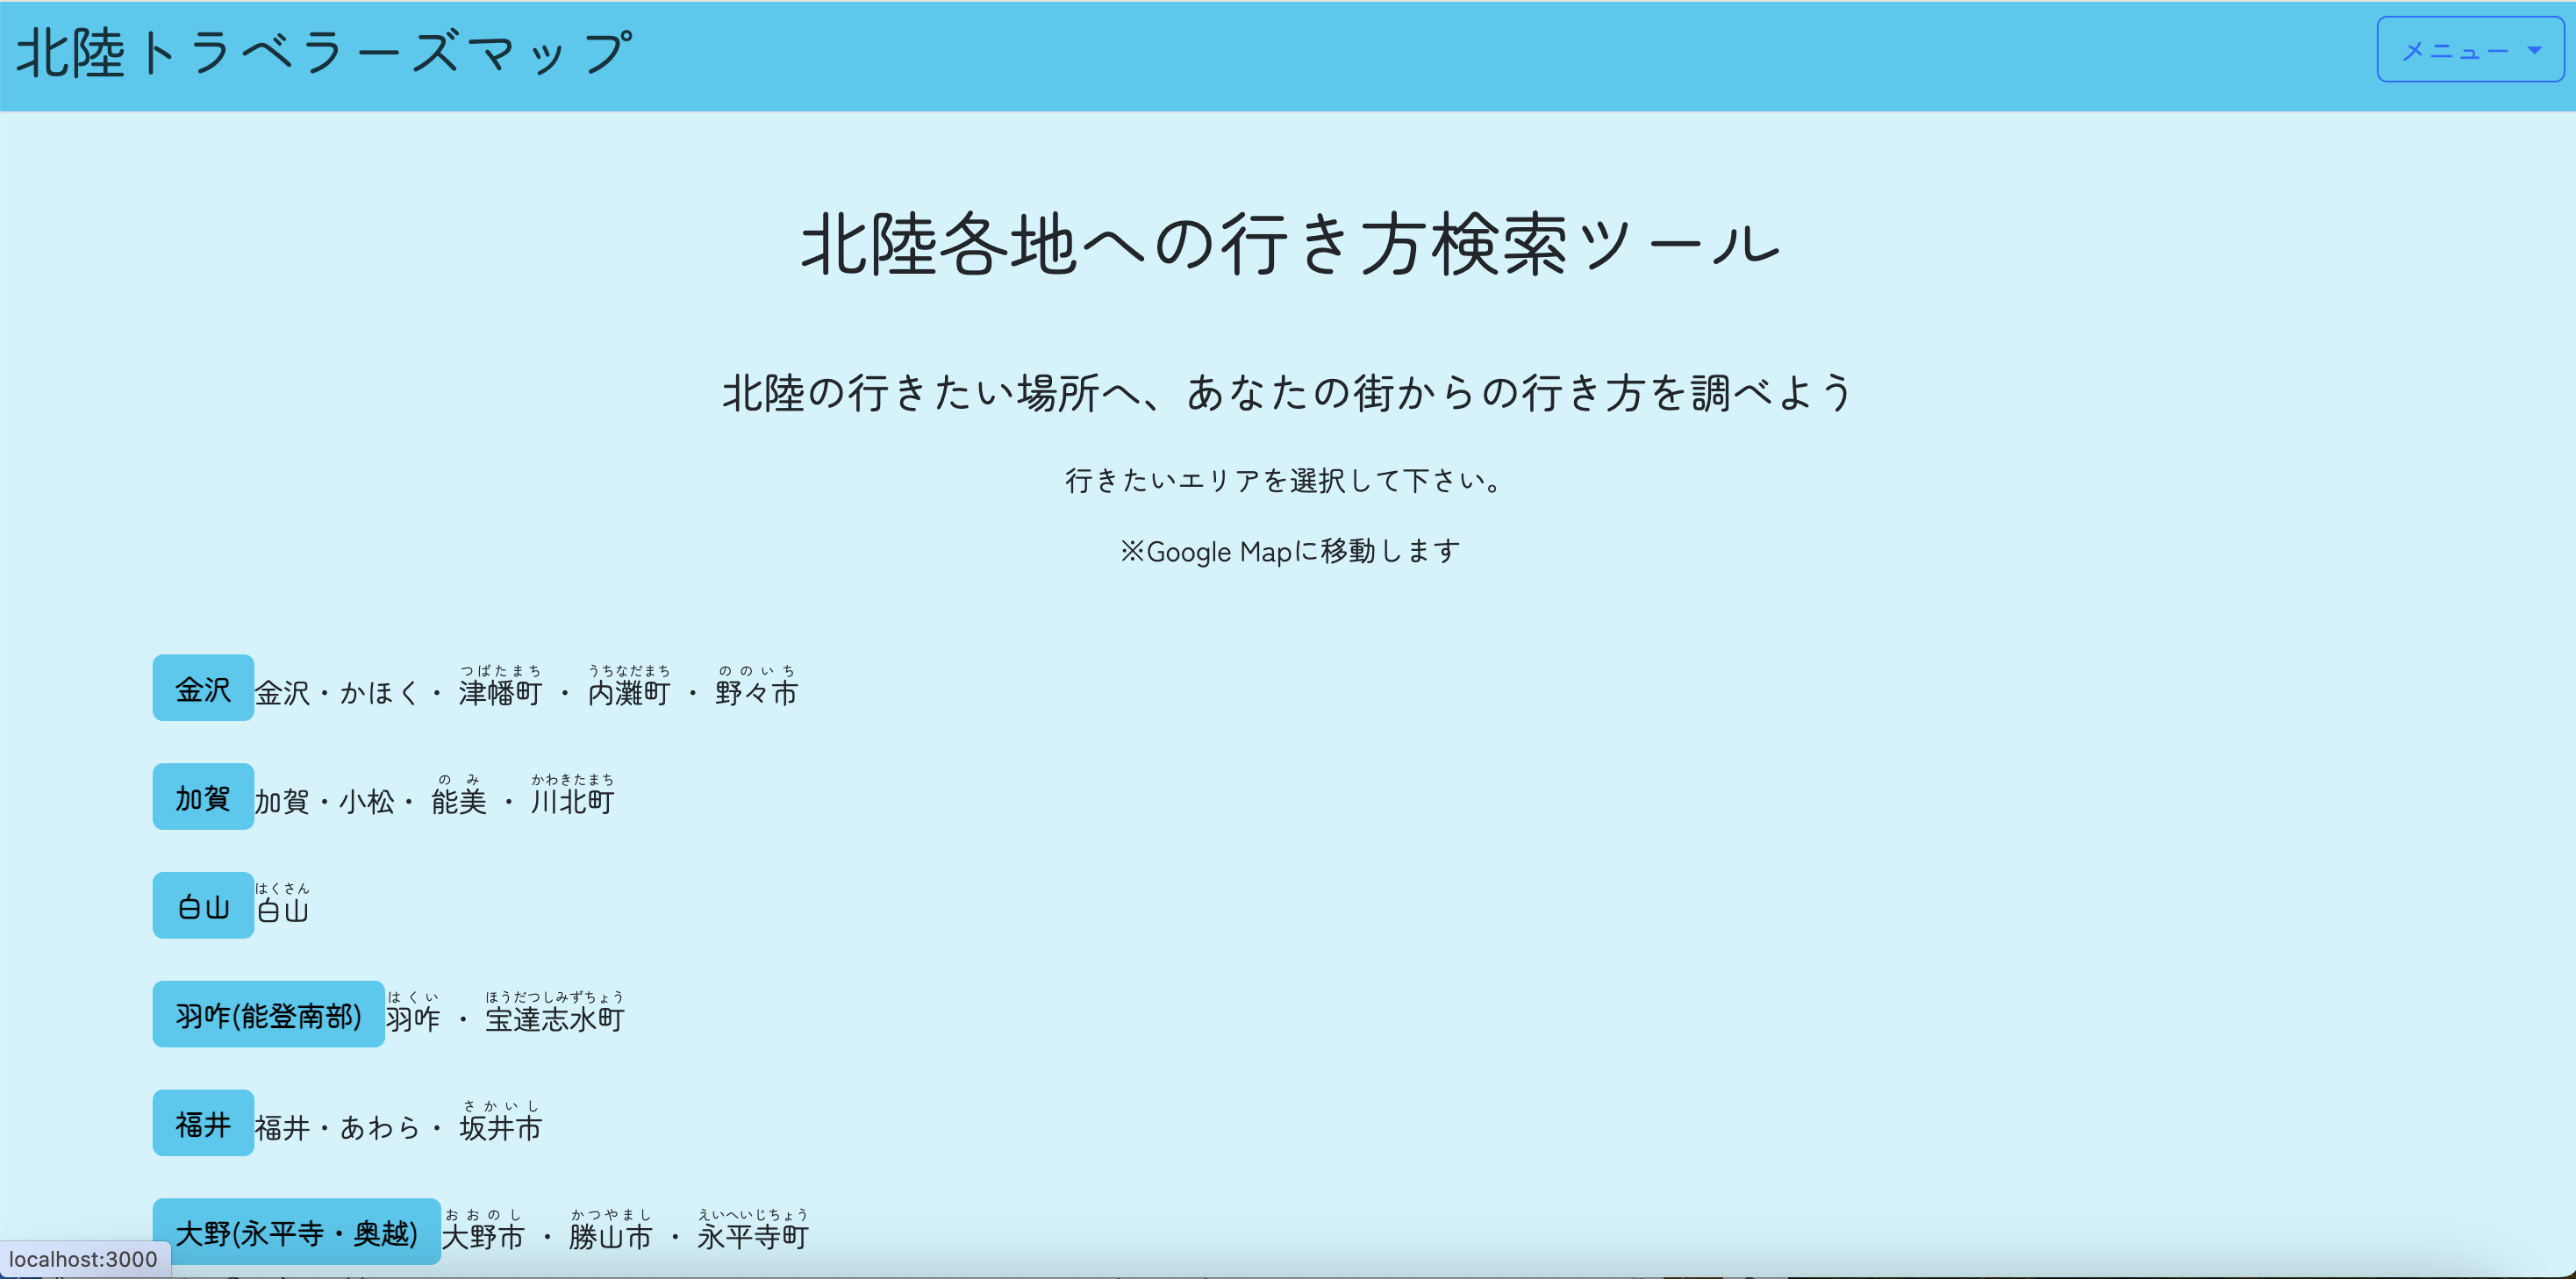 北陸トラベラーズマップ
メニュー
北陸各地への行き方検索ツール
北陸の行きたい場所へ、あなたの街からの行き方を調べよう
行きたいエリアを選択して下さい。
※Google Mapに移動します
つばたまち うちなだまち ののいち
金沢 金沢・かほく・ 津幡町 ・ 内灘町 ・ 野々市
のみ かわきたまち
加賀 加賀・小松・ 能美 ・ 川北町
はくさん
白山 白山
はくい ほうだつしみずちょう
羽咋(能登南部) 羽咋 ・ 宝達志水町
さかいし
福井 福井・あわら・ 坂井市
おおのし かつやまし えいへいじちょう
大野(永平寺・奥越) 大野市 ・ 勝山市 ・ 永平寺町
localhost:3000